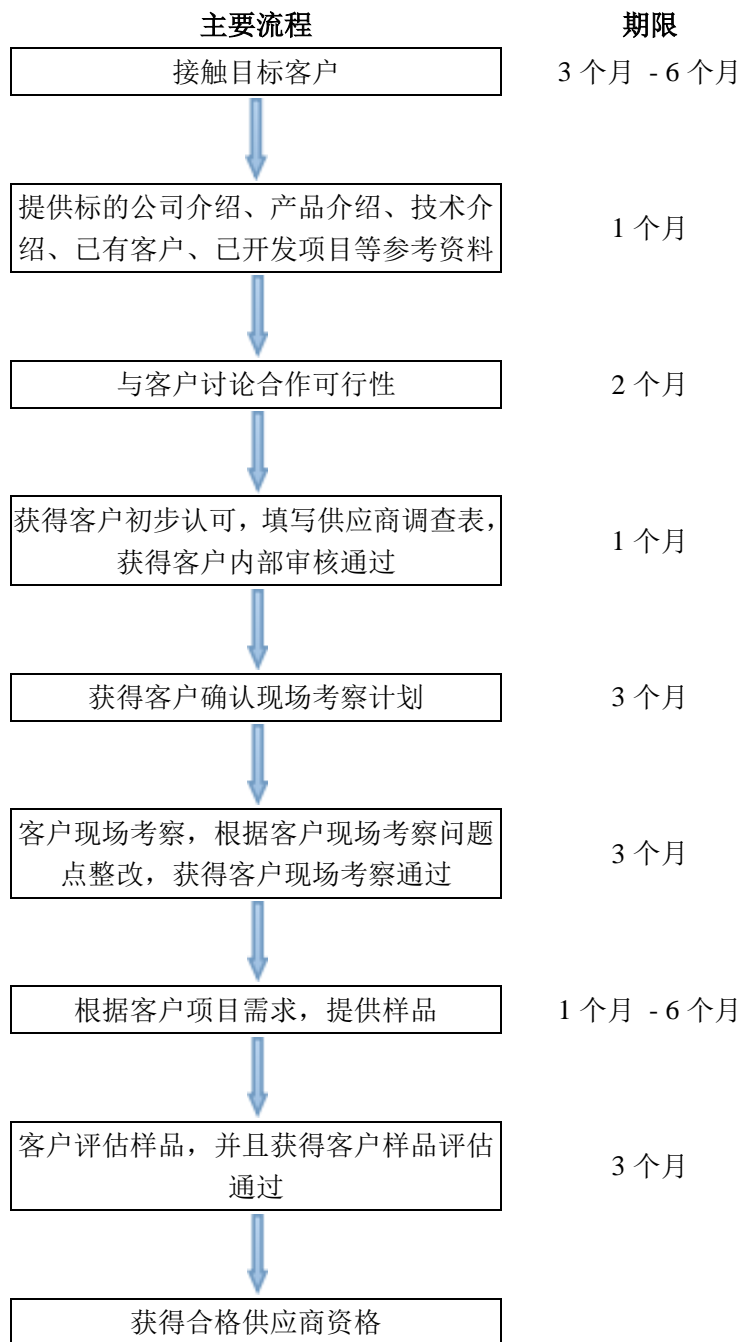 主要流程 期限
接触目标客户 3 个月 - 6 个月
提供标的公司介绍、产品介绍、技术介
绍、已有客户、已开发项目等参考资料
1 个月
与客户讨论合作可行性 2 个月
获得客户初步认可，填写供应商调查表，
获得客户内部审核通过
1 个月
获得客户确认现场考察计划 3 个月
客户现场考察，根据客户现场考察问题
点整改，获得客户现场考察通过
3 个月
根据客户项目需求，提供样品 1 个月 - 6 个月
客户评估样品，并且获得客户样品评估
通过
3 个月
获得合格供应商资格